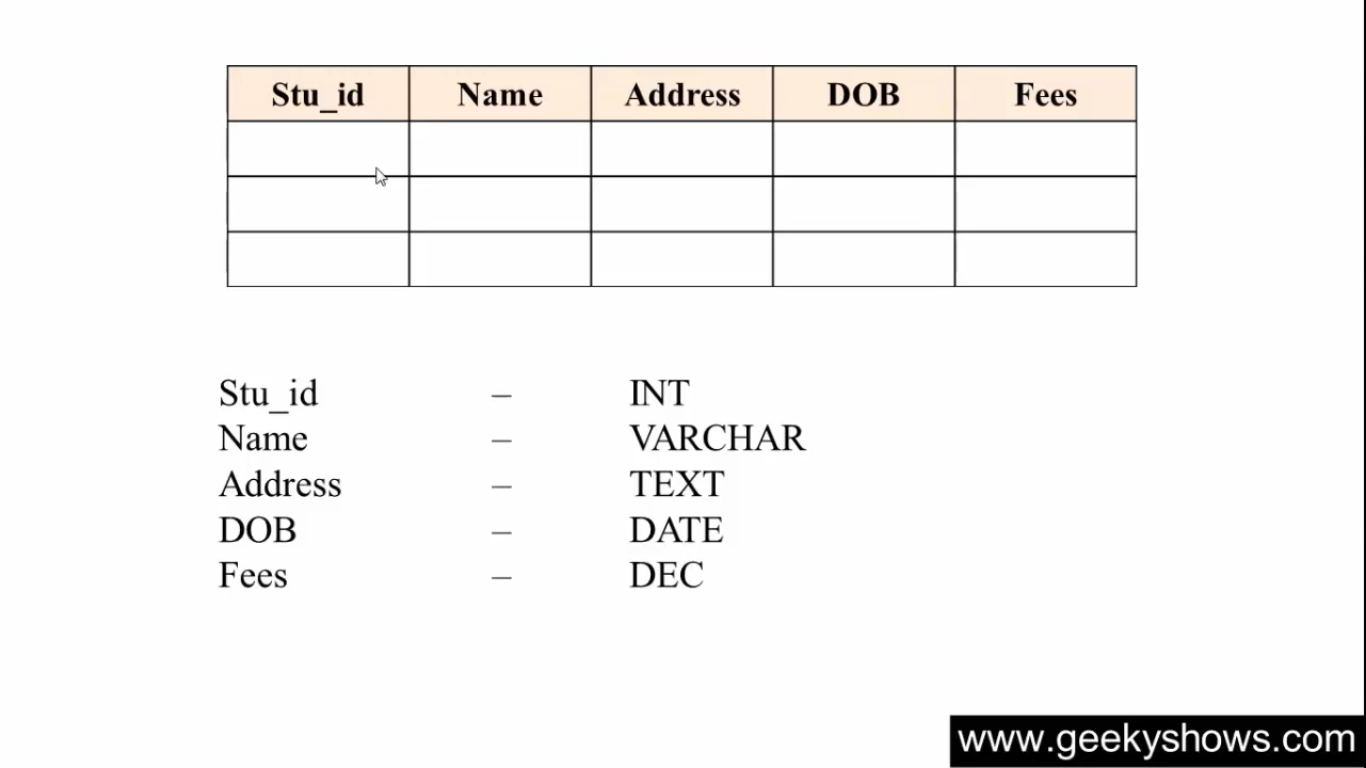 Stu_id Name Address DOB Fees
Stu_id – INT
Name – VARCHAR
Address – TEXT
DOB – DATE
Fees – DEC
www.geekyshows.com